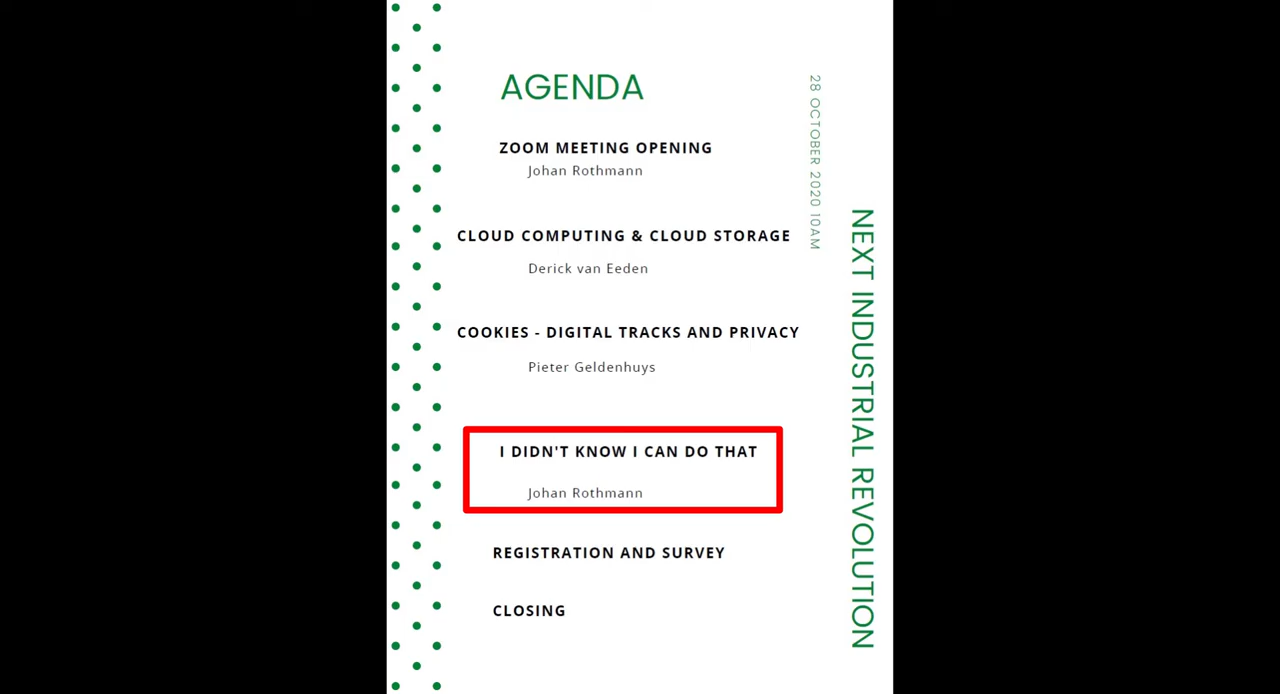 AGENDA
ZOOM MEETING OPENING
Johan Rothmann
CLOUD COMPUTING & CLOUD STORAGE
Derick van Eeden
COOKIES - DIGITAL TRACKS AND PRIVACY
Pieter Geldenhuys
I DIDN'T KNOW I CAN DO THAT
Johan Rothmann
REGISTRATION AND SURVEY
CLOSING
28 OCTOBER 2020 10AM
NEXT INDUSTRIAL REVOLUTION